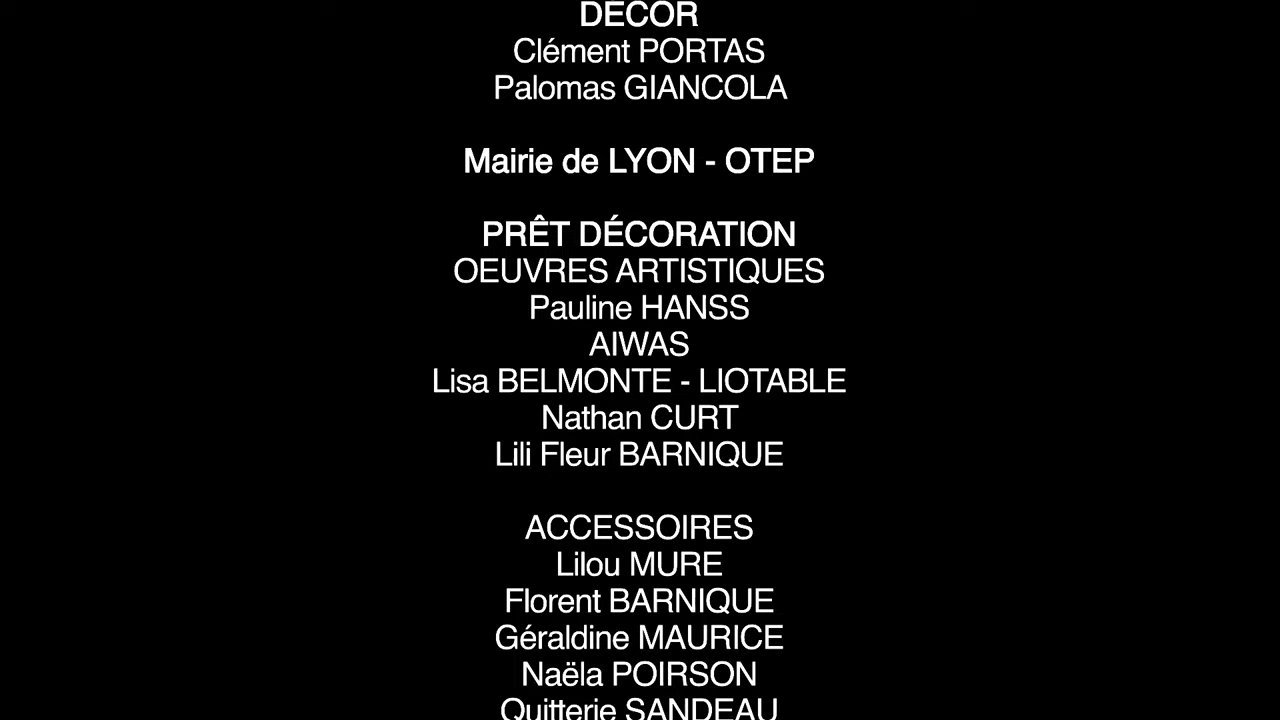 DÉCOR
Clément PORTAS
Palomas GIANCOLA
Mairie de LYON - OTEP
PRÊT DÉCORATION
OEUVRES ARTISTIQUES
Pauline HANSS
AIWAS
Lisa BELMONTE - LIOTABLE
Nathan CURT
Lili Fleur BARNIQUE
ACCESSOIRES
Lilou MURE
Florent BARNIQUE
Géraldine MAURICE
Naëla POIRSON
Quitterie SANDEAU